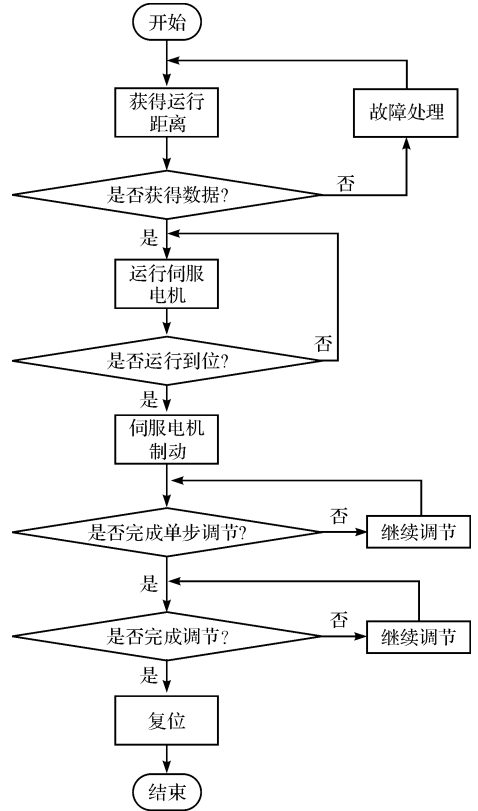 开始
获得运行
距离
故障处理
是否获得数据?
否
是
运行伺服
电机
是否运行到位?
否
是
伺服电机
制动
是否完成单步调节?
否
继续调节
是
是否完成调节?
否
继续调节
是
复位
结束